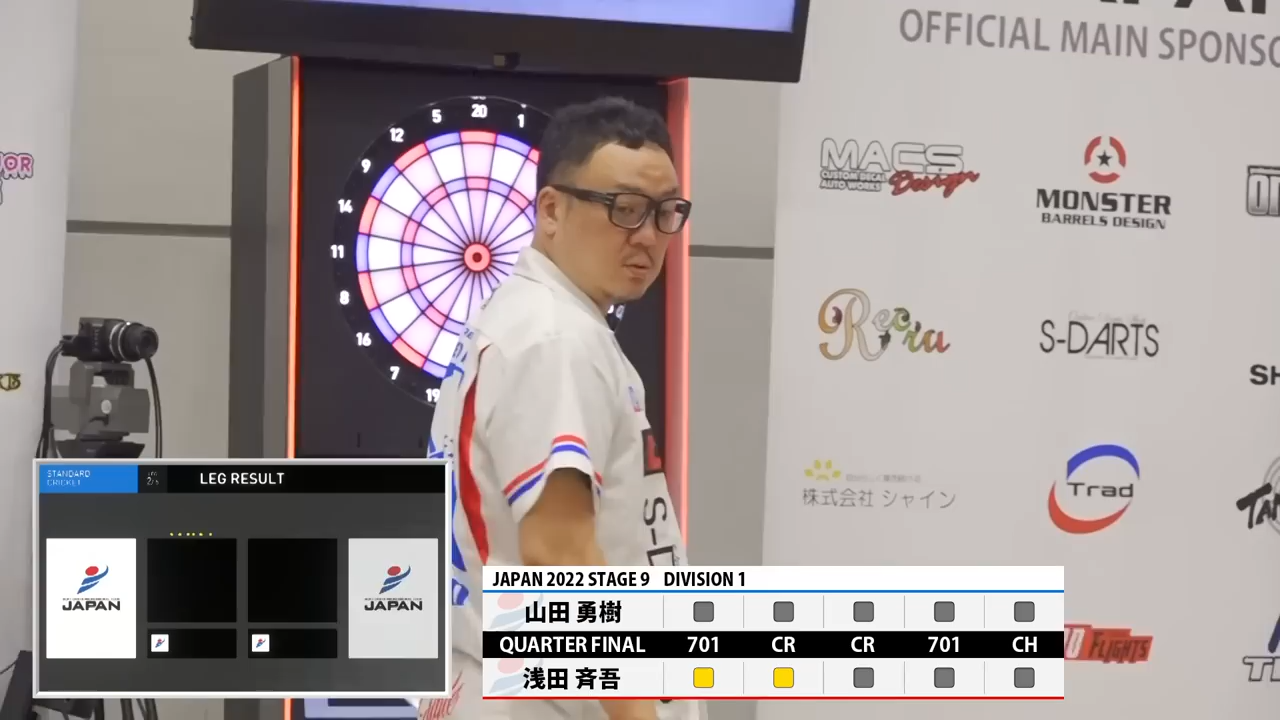 OFFICIAL MAIN SPONSO
MACS
CUSTOM DECAL
AUTO WORKS
Design
MONSTER
BARRELS DESIGN
S-DARTS
株式会社 シャイン
Trad
FLIGHTS
12 5 20 1
9
14
11
8
16
7
19
STANDARD
CRICKET
LEG RESULT
JAPAN
JAPAN
JAPAN 2022 STAGE 9 DIVISION 1
山田 勇樹
QUARTER FINAL 701 CR CR 701 CH
浅田 斉吾